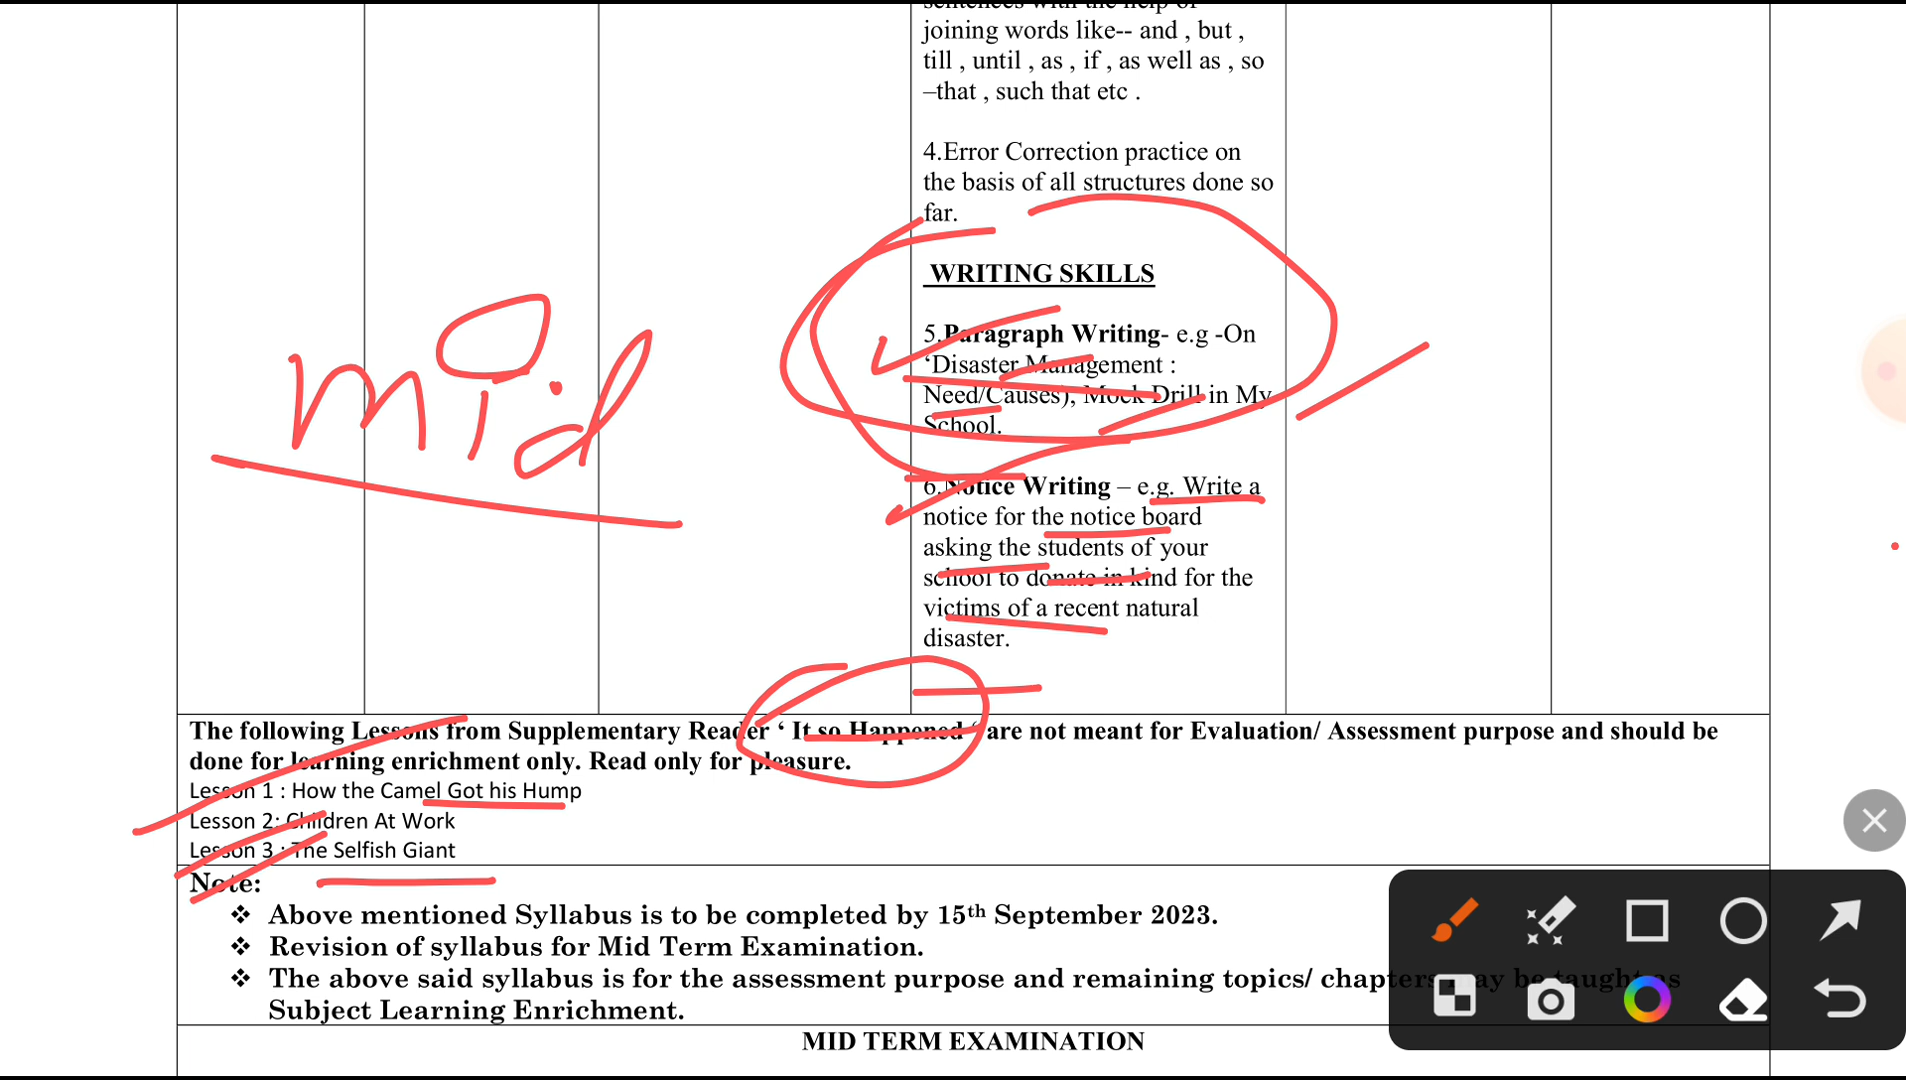 sentences with the help of
joining words like-- and , but ,
till , until , as , if , as well as , so
–that , such that etc .
4.Error Correction practice on
the basis of all structures done so
far.
WRITING SKILLS
5.Paragraph Writing- e.g -On
‘Disaster Management :
Need/Causes), Mock Drill in My
School.
mid
6.Notice Writing – e.g. Write a
notice for the notice board
asking the students of your
school to donate in kind for the
victims of a recent natural
disaster.
The following Lessons from Supplementary Reader ‘ It so Happened ‘ are not meant for Evaluation/ Assessment purpose and should be
done for learning enrichment only. Read only for pleasure.
Lesson 1 : How the Camel Got his Hump
Lesson 2: Children At Work
Lesson 3 : The Selfish Giant
Note:
❖ Above mentioned Syllabus is to be completed by 15th September 2023.
❖ Revision of syllabus for Mid Term Examination.
❖ The above said syllabus is for the assessment purpose and remaining topics/ chapters may be taught as
Subject Learning Enrichment.
MID TERM EXAMINATION